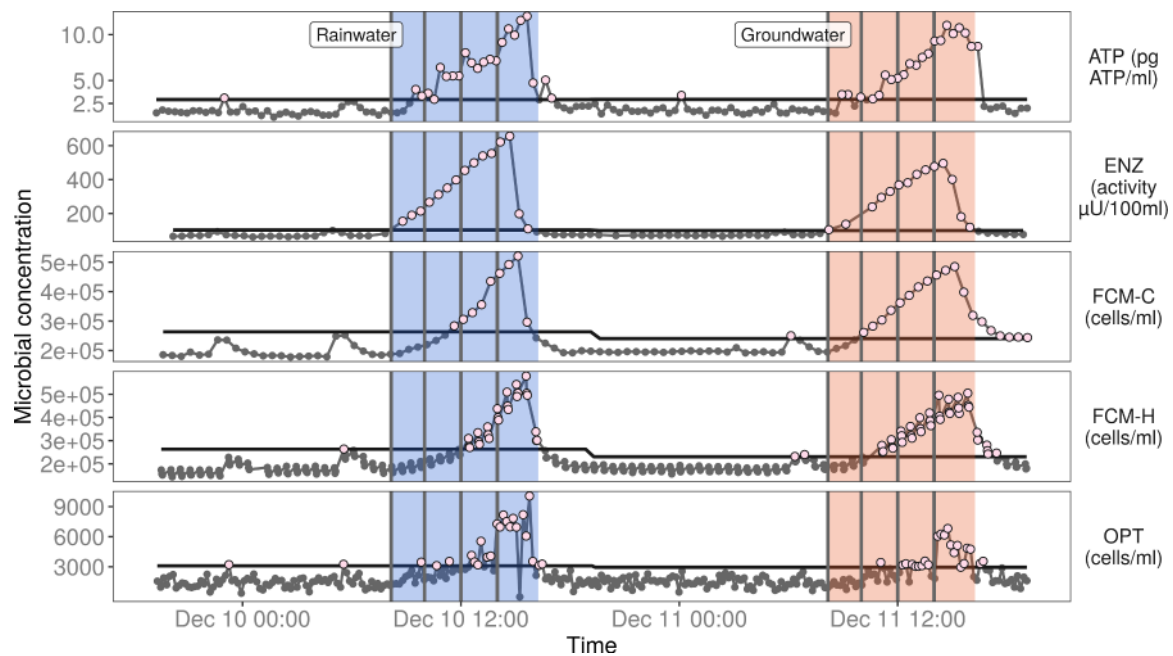 Rainwater
Groundwater
10.0
5.0
2.5
ATP (pg
ATP/ml)
600
400
200
ENZ
(activity
µU/100ml)
5e+05
4e+05
3e+05
2e+05
FCM-C
(cells/ml)
5e+05
4e+05
3e+05
2e+05
FCM-H
(cells/ml)
9000
6000
3000
OPT
(cells/ml)
Microbial concentration
Dec 10 00:00
Dec 10 12:00
Dec 11 00:00
Dec 11 12:00
Time